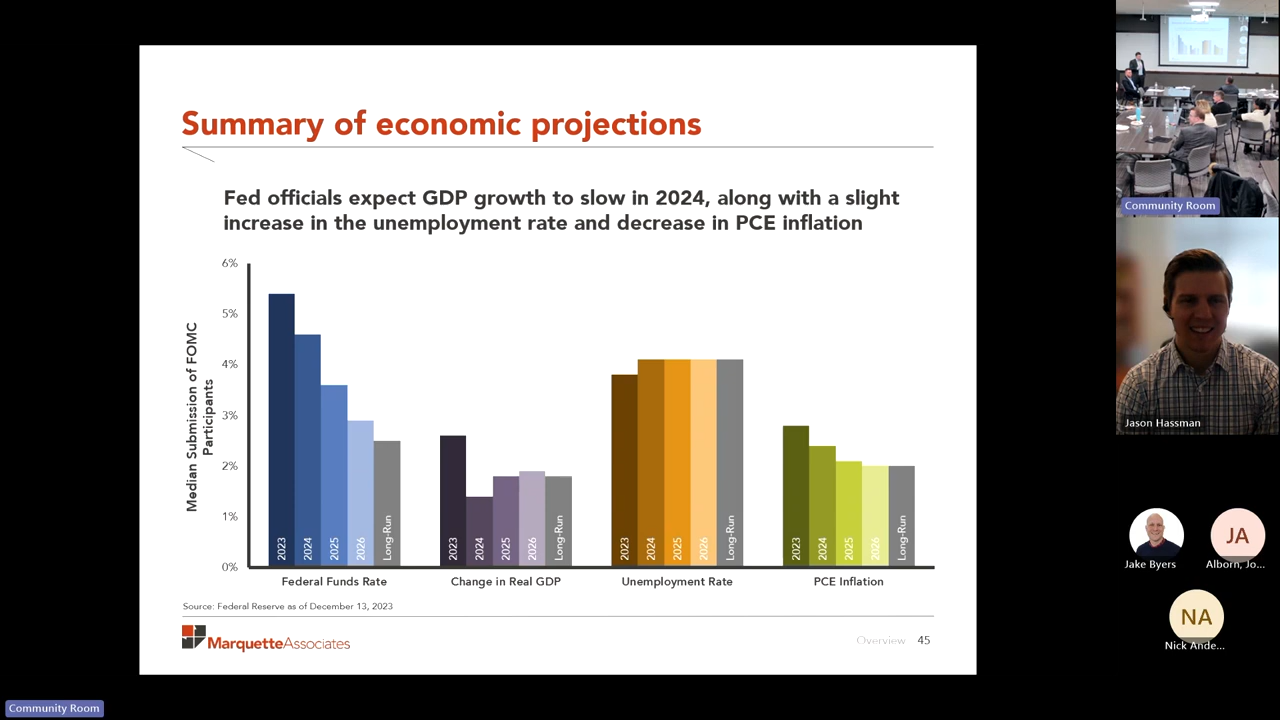 Summary of economic projections
Fed officials expect GDP growth to slow in 2024, along with a slight
increase in the unemployment rate and decrease in PCE inflation
Median Submission of FOMC
Participants
6%
5%
4%
3%
2%
1%
0%
2023
2024
2025
2026
Long-Run
2023
2024
2025
2026
Long-Run
2023
2024
2025
2026
Long-Run
2023
2024
2025
2026
Long-Run
Federal Funds Rate
Change in Real GDP
Unemployment Rate
PCE Inflation
Source: Federal Reserve as of December 13, 2023
MarquetteAssociates
Overview 45
Community Room
Community Room
Jason Hassman
Jake Byers
JA
Alborn, Jo...
NA
Nick Ande...